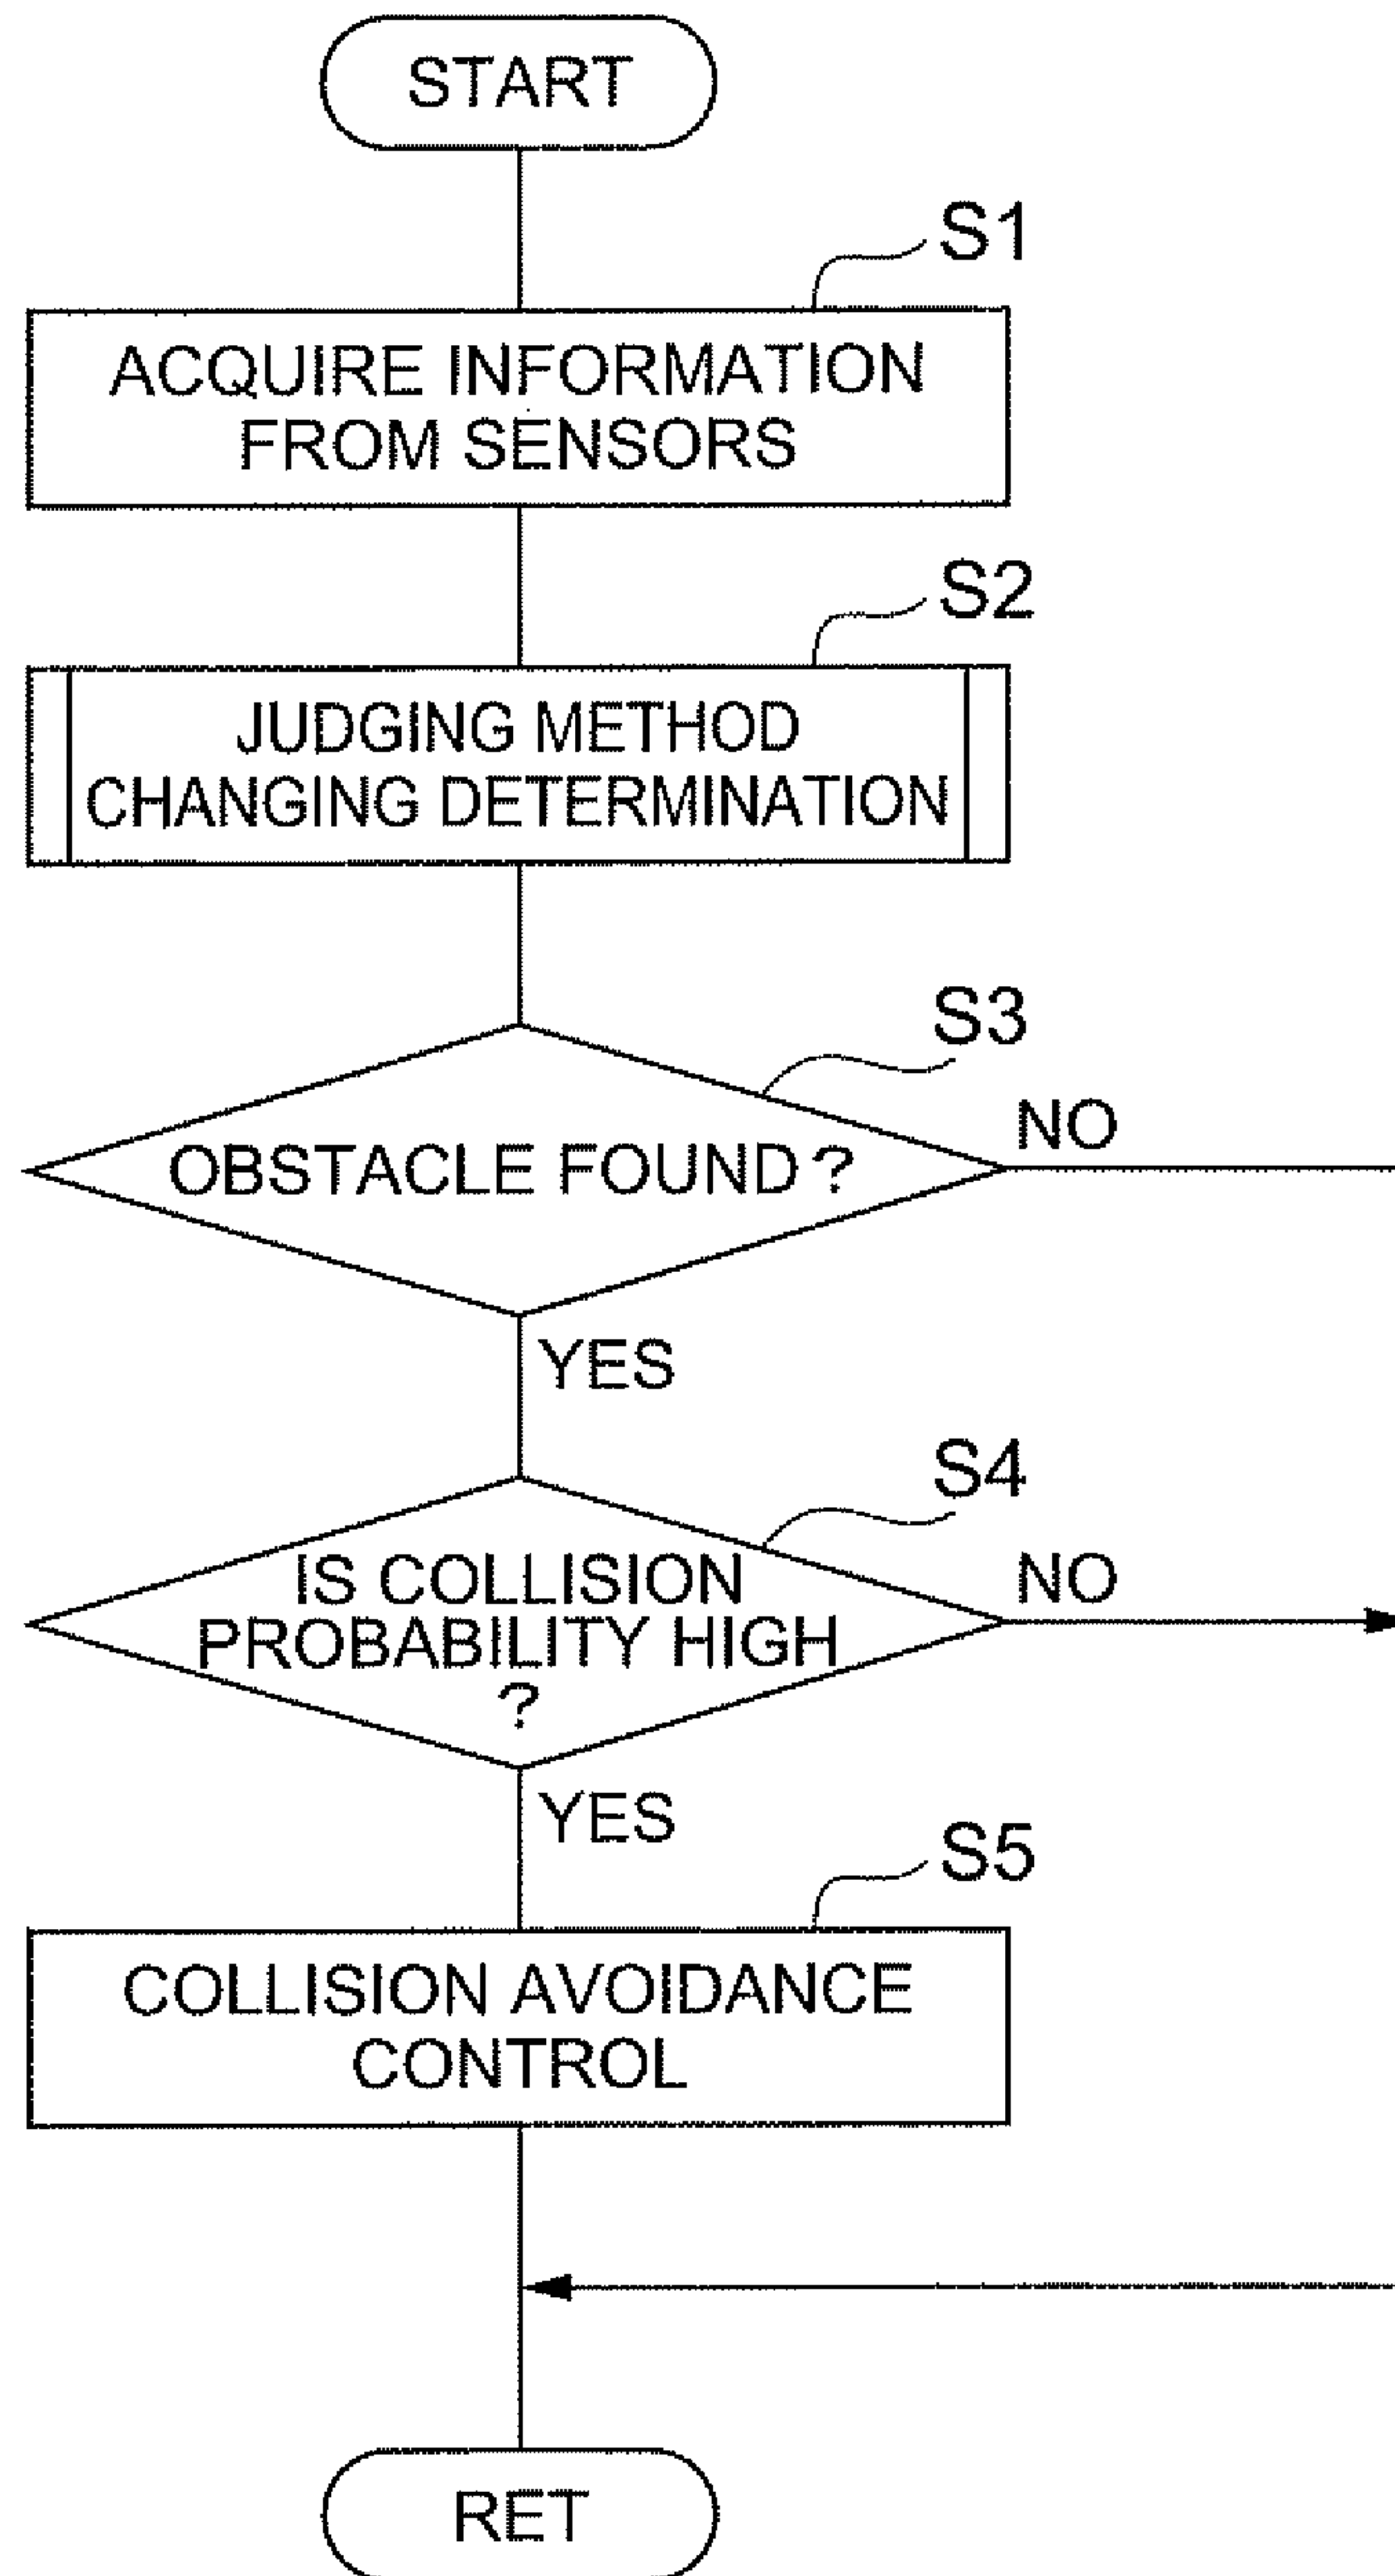 START
S1
ACQUIRE INFORMATION
FROM SENSORS
S2
JUDGING METHOD
CHANGING DETERMINATION
S3
OBSTACLE FOUND?
NO
YES
S4
IS COLLISION
PROBABILITY HIGH
?
NO
YES
S5
COLLISION AVOIDANCE
CONTROL
RET